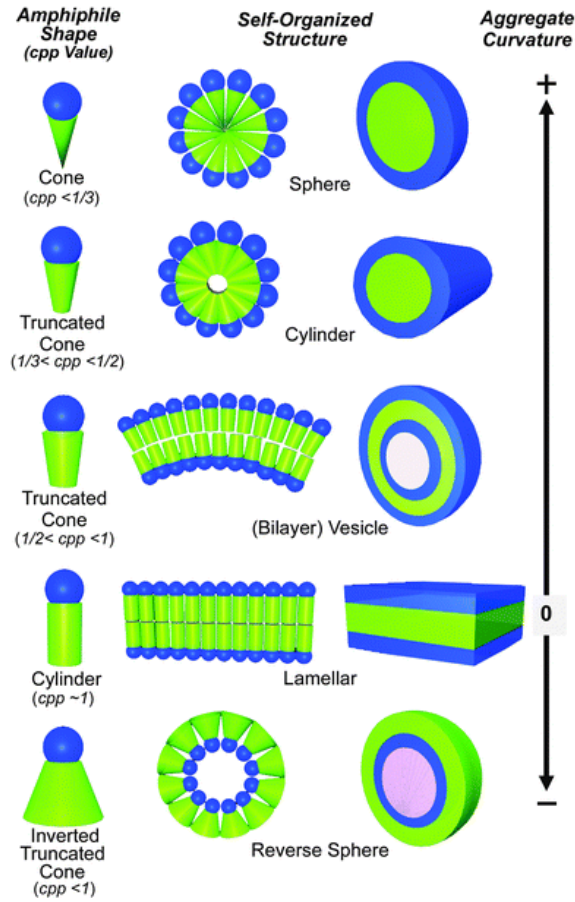 Amphiphile
Shape
(cpp Value)
Self-Organized
Structure
Aggregate
Curvature
+
Cone
(cpp <1/3)
Sphere
Truncated
Cone
(1/3< cpp <1/2)
Cylinder
Truncated
Cone
(1/2< cpp <1)
(Bilayer) Vesicle
Cylinder
(cpp ~1)
Lamellar
0
Inverted
Truncated
Cone
(cpp <1)
Reverse Sphere
−